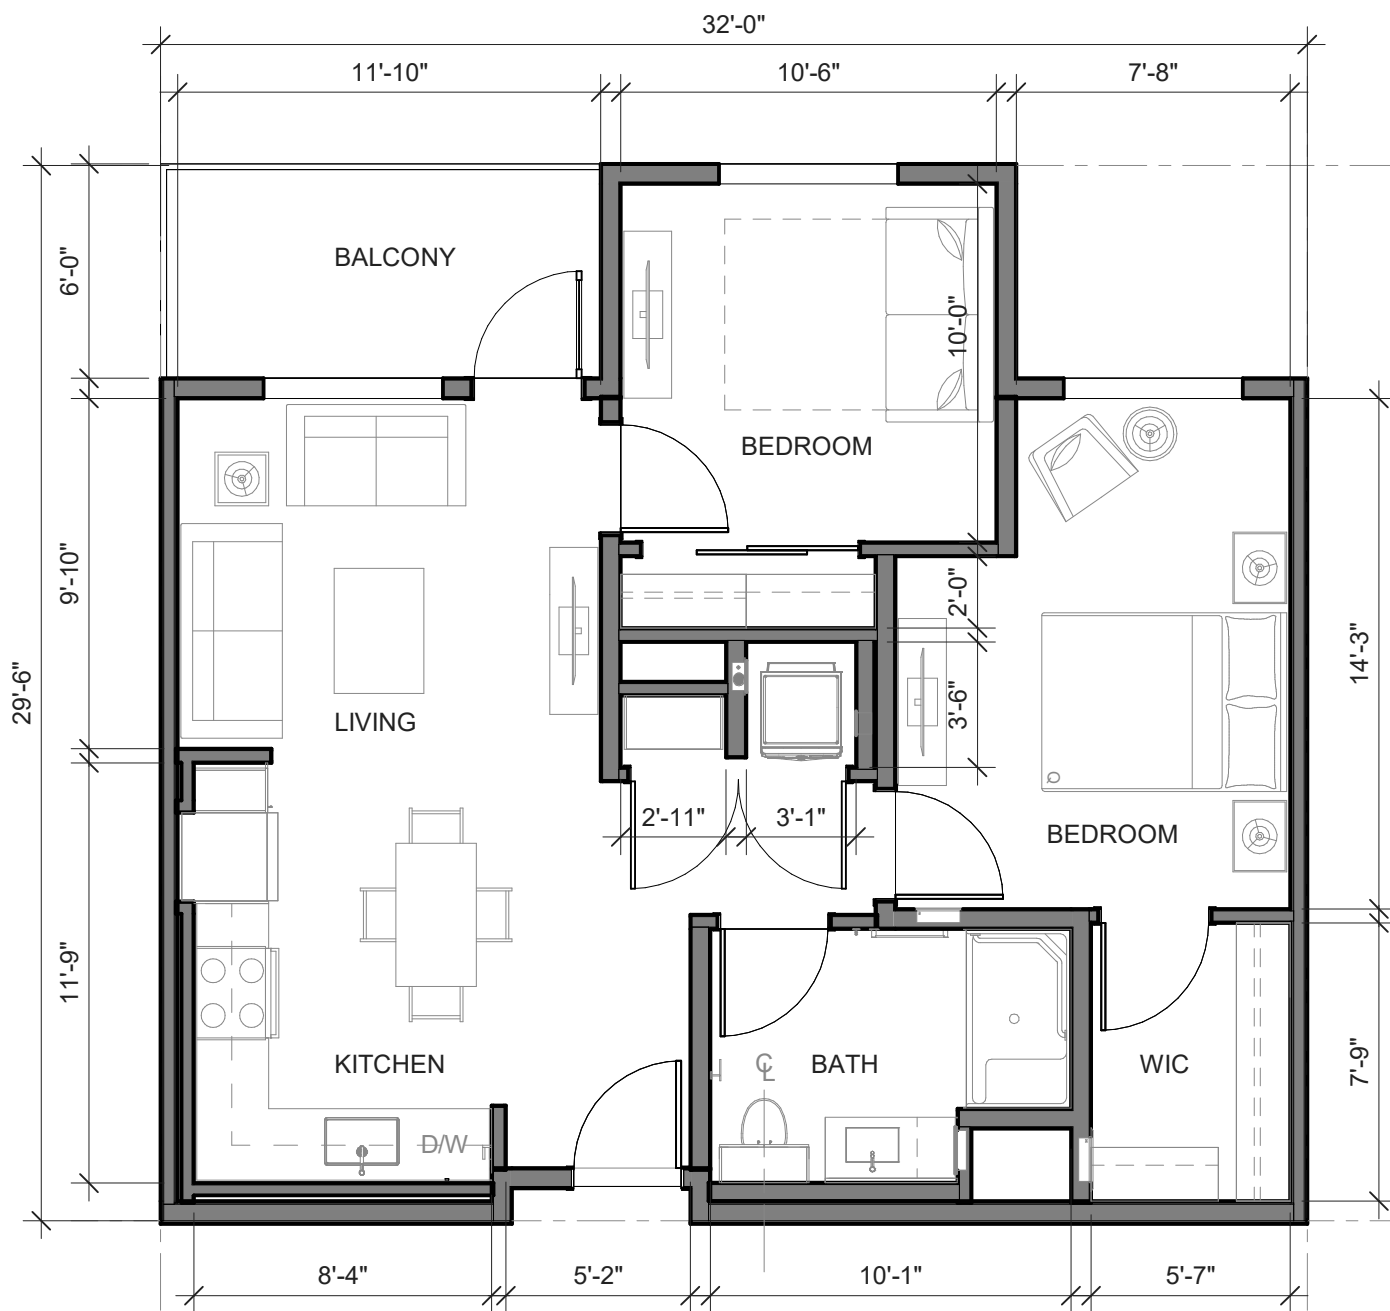 32'-0"
11'-10"
10'-6"
7'-8"
6'-0"
BALCONY
10'-0"
BEDROOM
9'-10"
2'-0"
14'-3"
29'-6"
LIVING
3'-6"
2'-11"
3'-1"
BEDROOM
11'-9"
KITCHEN
℄
BATH
WIC
7'-9"
D/W
8'-4"
5'-2"
10'-1"
5'-7"